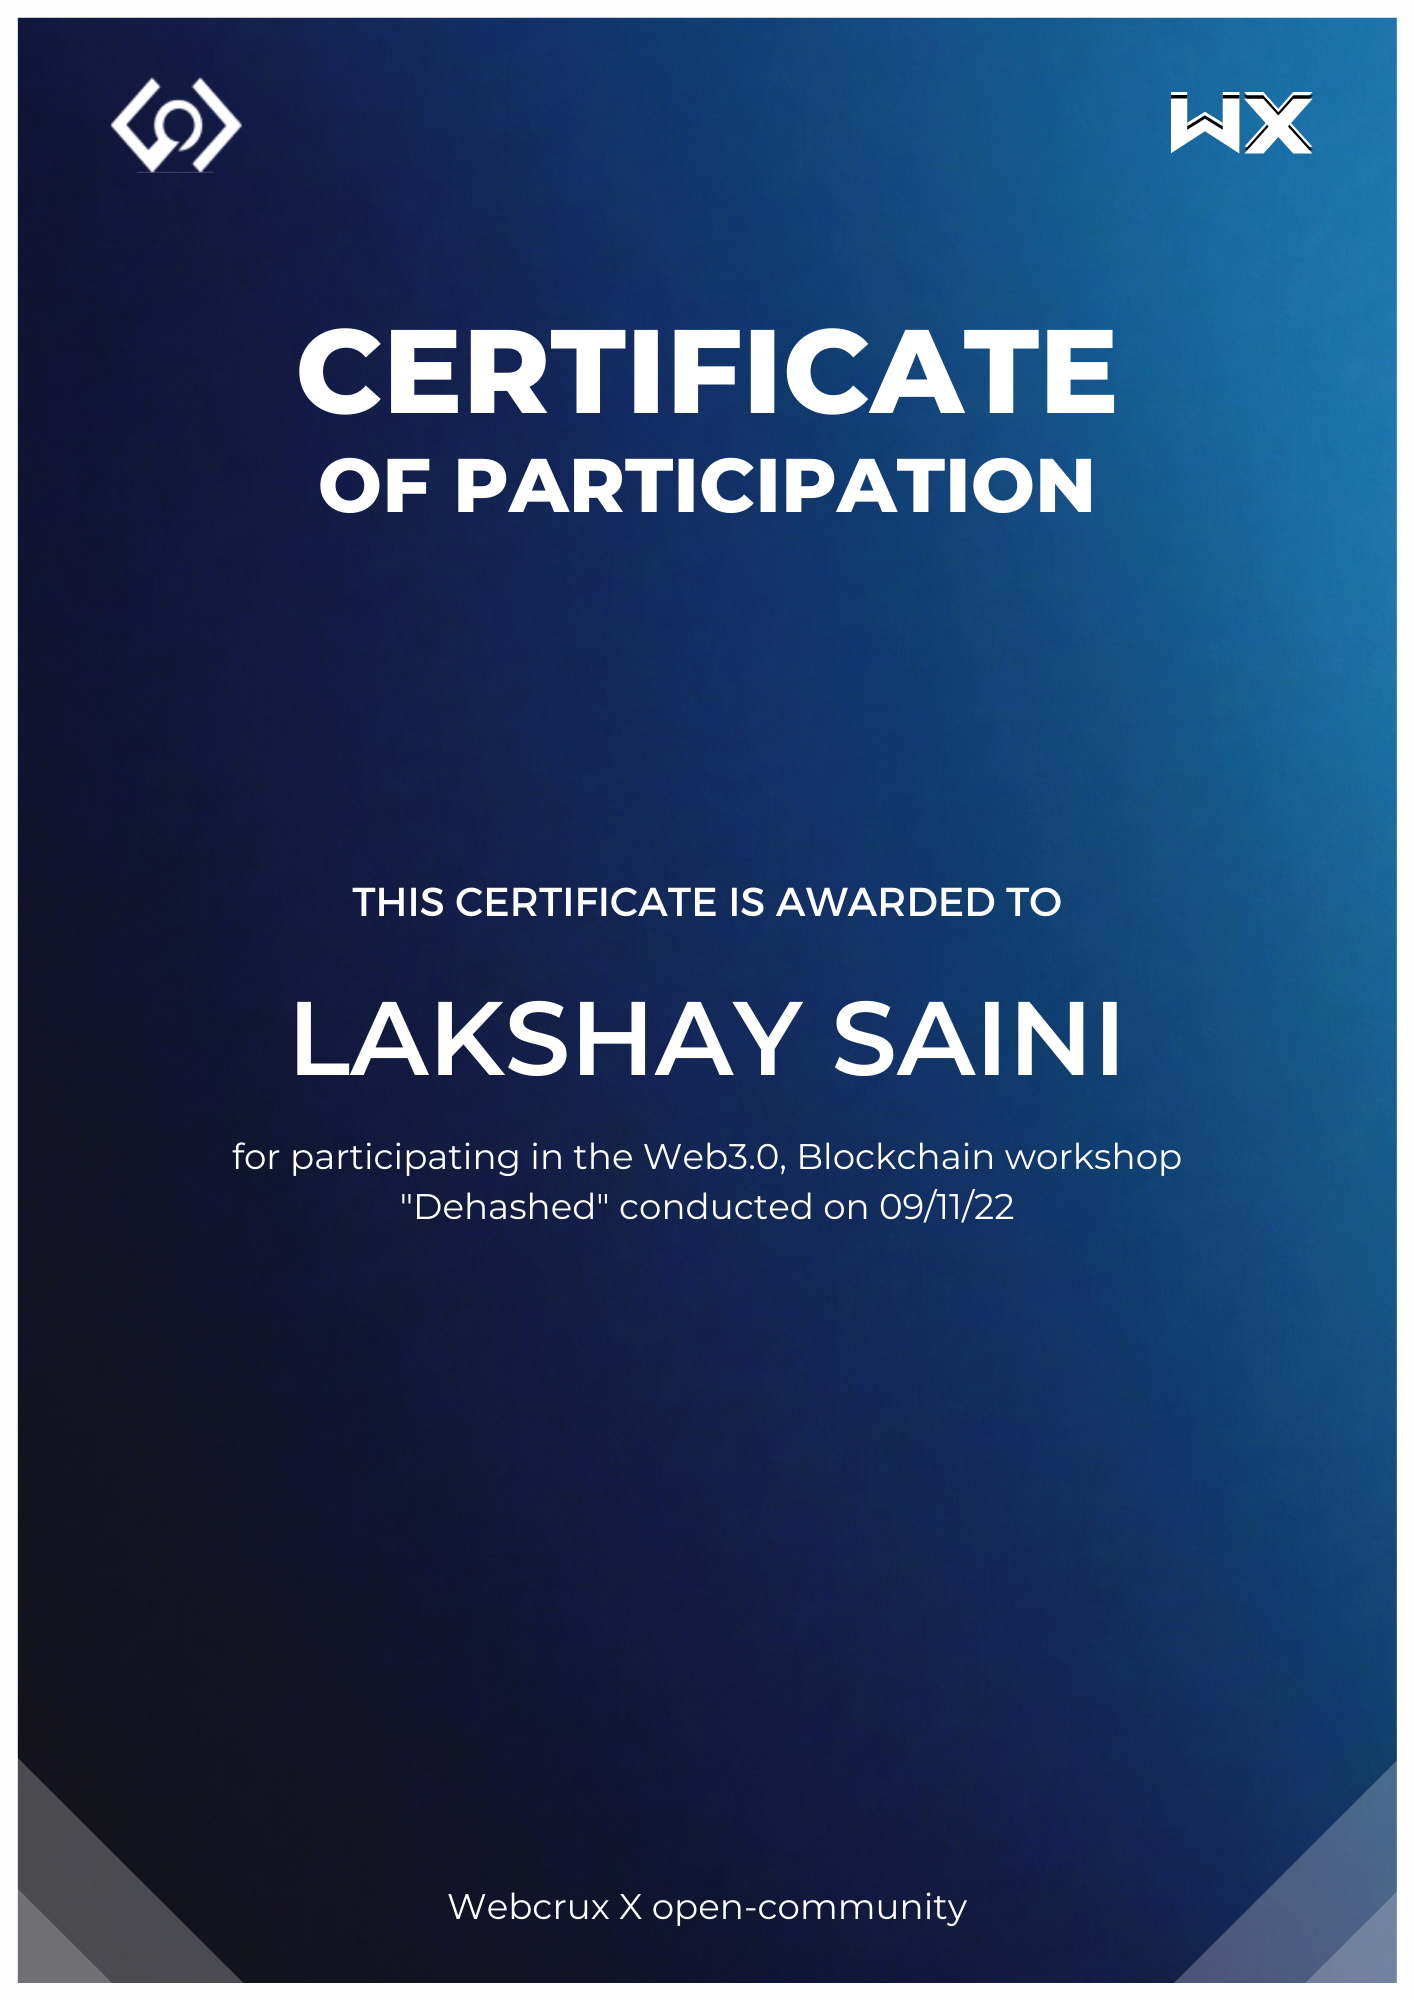 WX
CERTIFICATE
OF PARTICIPATION
THIS CERTIFICATE IS AWARDED TO
LAKSHAY SAINI
for participating in the Web3.0, Blockchain workshop
"Dehashed" conducted on 09/11/22
Webcrux X open-community